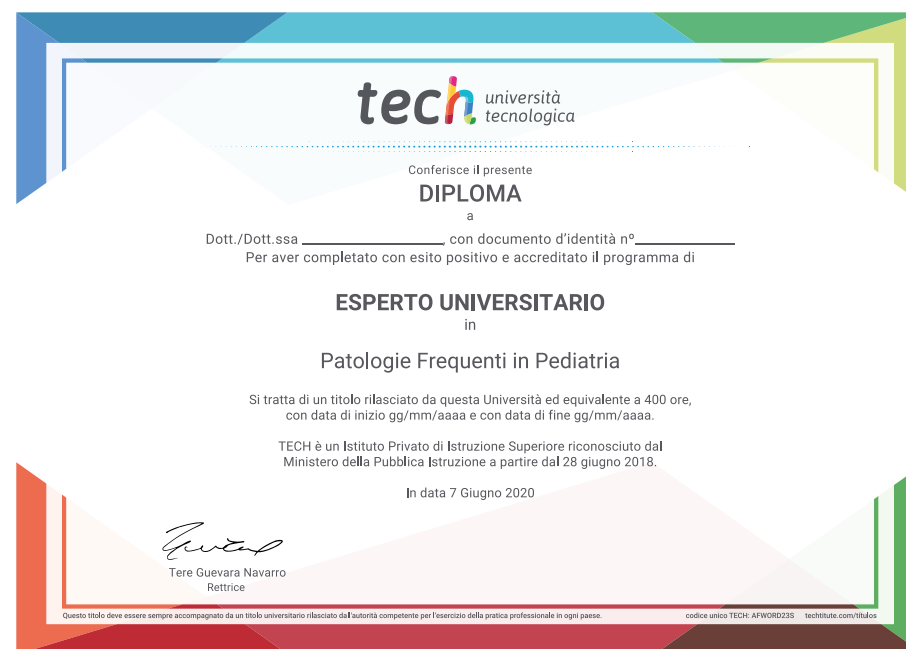 tech università
tecnologica
Conferisce il presente
DIPLOMA
a
Dott./Dott.ssa ____________________, con documento d'identità nº______________
Per aver completato con esito positivo e accreditato il programma di
ESPERTO UNIVERSITARIO
in
Patologie Frequenti in Pediatria
Si tratta di un titolo rilasciato da questa Università ed equivalente a 400 ore,
con data di inizio gg/mm/aaaa e con data di fine gg/mm/aaaa.
TECH è un Istituto Privato di Istruzione Superiore riconosciuto dal
Ministero della Pubblica Istruzione a partire dal 28 giugno 2018.
In data 7 Giugno 2020
Tere Guevara Navarro
Rettrice
Questo titolo deve essere sempre accompagnato da un titolo universitario rilasciato dall'autorità competente per l'esercizio della pratica professionale in ogni paese. codice unico TECH: AFWORD23S techtitute.com/titulos